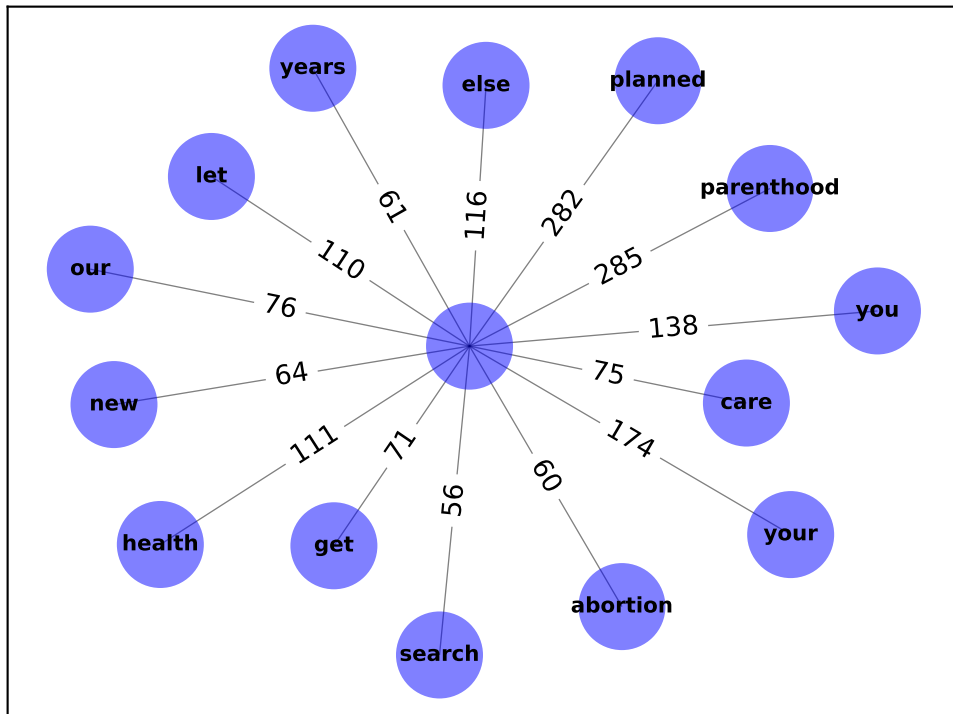 years
else
planned
let
parenthood
61
116
282
our
110
285
76
138
you
64
75
new
care
111
71
174
56
60
health
get
your
abortion
search